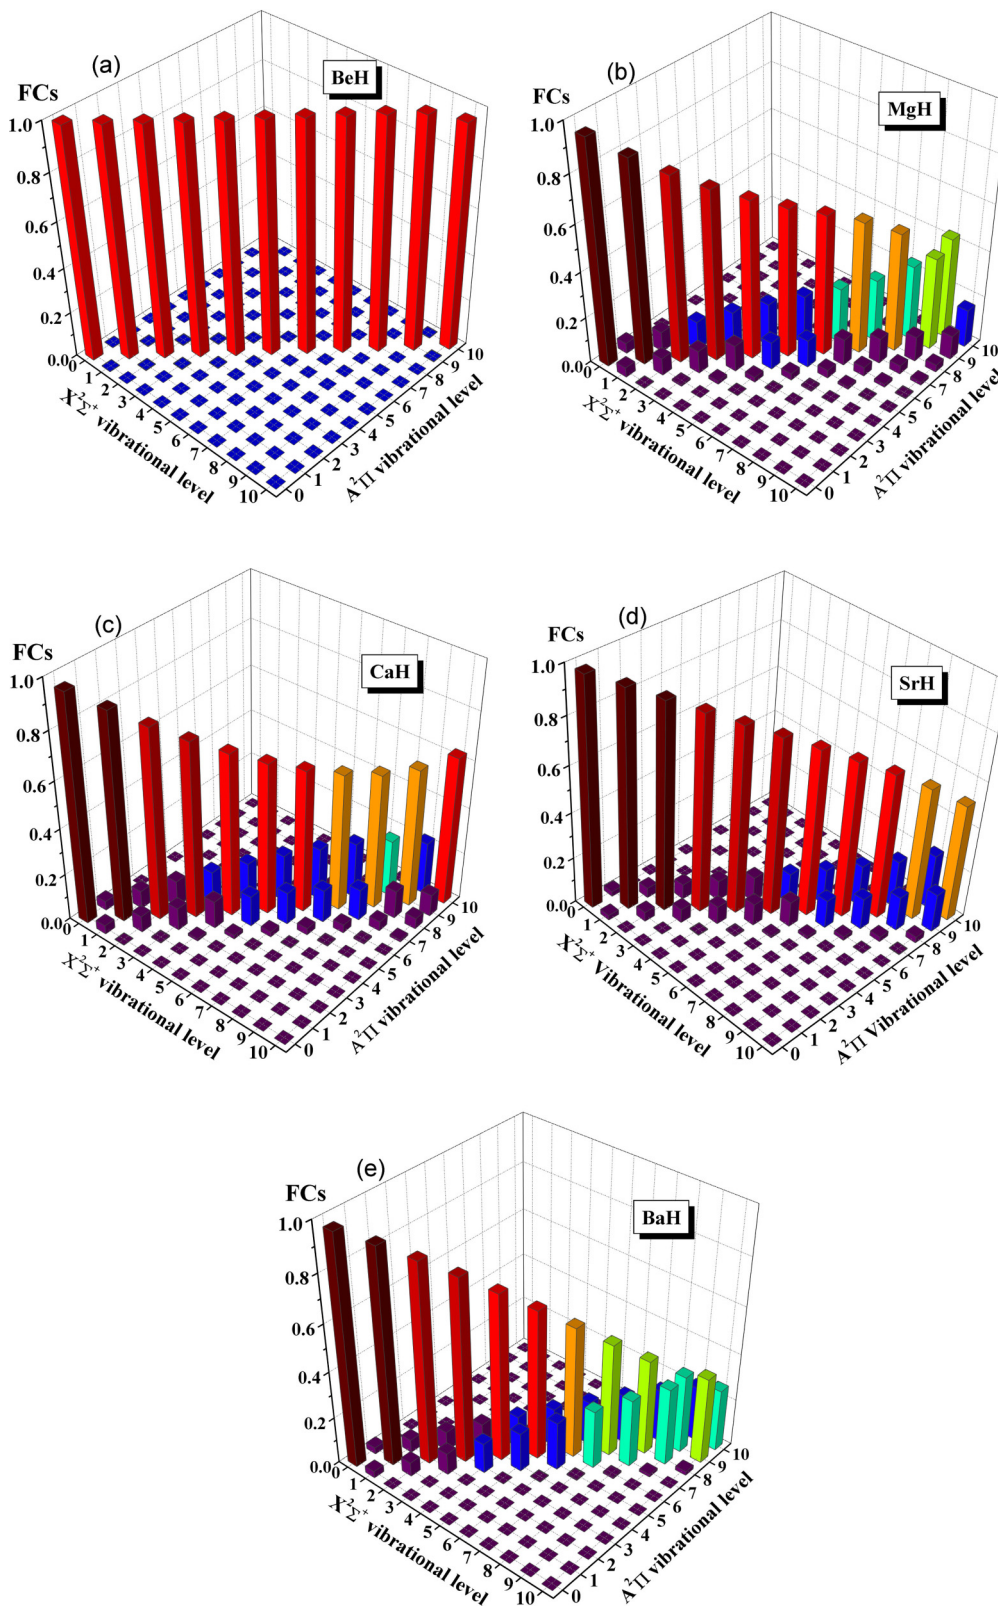 (a)
BeH
FCs
1.0
0.8
0.6
0.4
0.2
0.0
0 1 2 3 4 5 6 7 8 9 10
X²Σ⁺ vibrational level
0 1 2 3 4 5 6 7 8 9 10
A²Π vibrational level
(b)
MgH
FCs
1.0
0.8
0.6
0.4
0.2
0.0
0 1 2 3 4 5 6 7 8 9 10
X²Σ⁺ vibrational level
0 1 2 3 4 5 6 7 8 9 10
A²Π vibrational level
(c)
CaH
FCs
1.0
0.8
0.6
0.4
0.2
0.0
0 1 2 3 4 5 6 7 8 9 10
X²Σ⁺ vibrational level
0 1 2 3 4 5 6 7 8 9 10
A²Π vibrational level
(d)
SrH
FCs
1.0
0.8
0.6
0.4
0.2
0.0
0 1 2 3 4 5 6 7 8 9 10
X²Σ⁺ Vibrational level
0 1 2 3 4 5 6 7 8 9 10
A²Π Vibrational level
(e)
BaH
FCs
1.0
0.8
0.6
0.4
0.2
0.0
0 1 2 3 4 5 6 7 8 9 10
X²Σ⁺ vibrational level
0 1 2 3 4 5 6 7 8 9 10
A²Π vibrational level